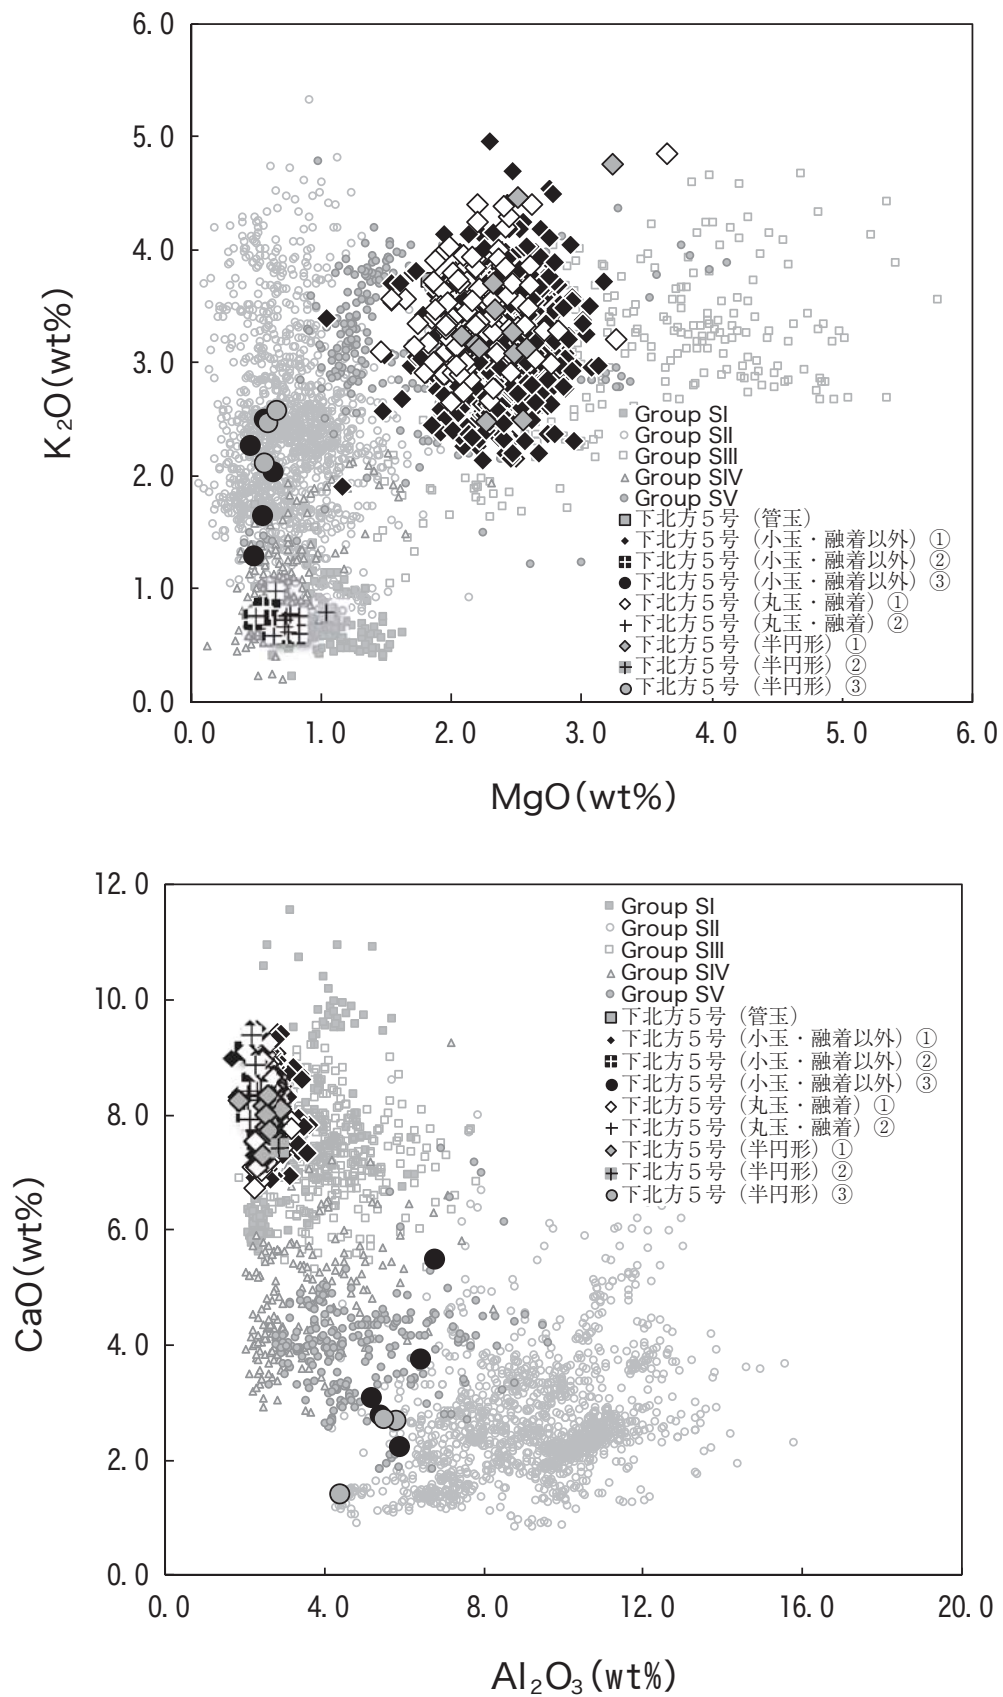 6.0
5.0
4.0
3.0
2.0
1.0
0.0
K₂O(wt%)
Group SI
Group SII
Group SIII
Group SIV
Group SV
下北方５号（管玉）
下北方５号（小玉・融着以外）①
下北方５号（小玉・融着以外）②
下北方５号（小玉・融着以外）③
下北方５号（丸玉・融着）①
下北方５号（丸玉・融着）②
下北方５号（半円形）①
下北方５号（半円形）②
下北方５号（半円形）③
0.0 1.0 2.0 3.0 4.0 5.0 6.0
MgO(wt%)
12.0
10.0
8.0
6.0
4.0
2.0
0.0
CaO(wt%)
Group SI
Group SII
Group SIII
Group SIV
Group SV
下北方５号（管玉）
下北方５号（小玉・融着以外）①
下北方５号（小玉・融着以外）②
下北方５号（小玉・融着以外）③
下北方５号（丸玉・融着）①
下北方５号（丸玉・融着）②
下北方５号（半円形）①
下北方５号（半円形）②
下北方５号（半円形）③
0.0 4.0 8.0 12.0 16.0 20.0
Al₂O₃(wt%)